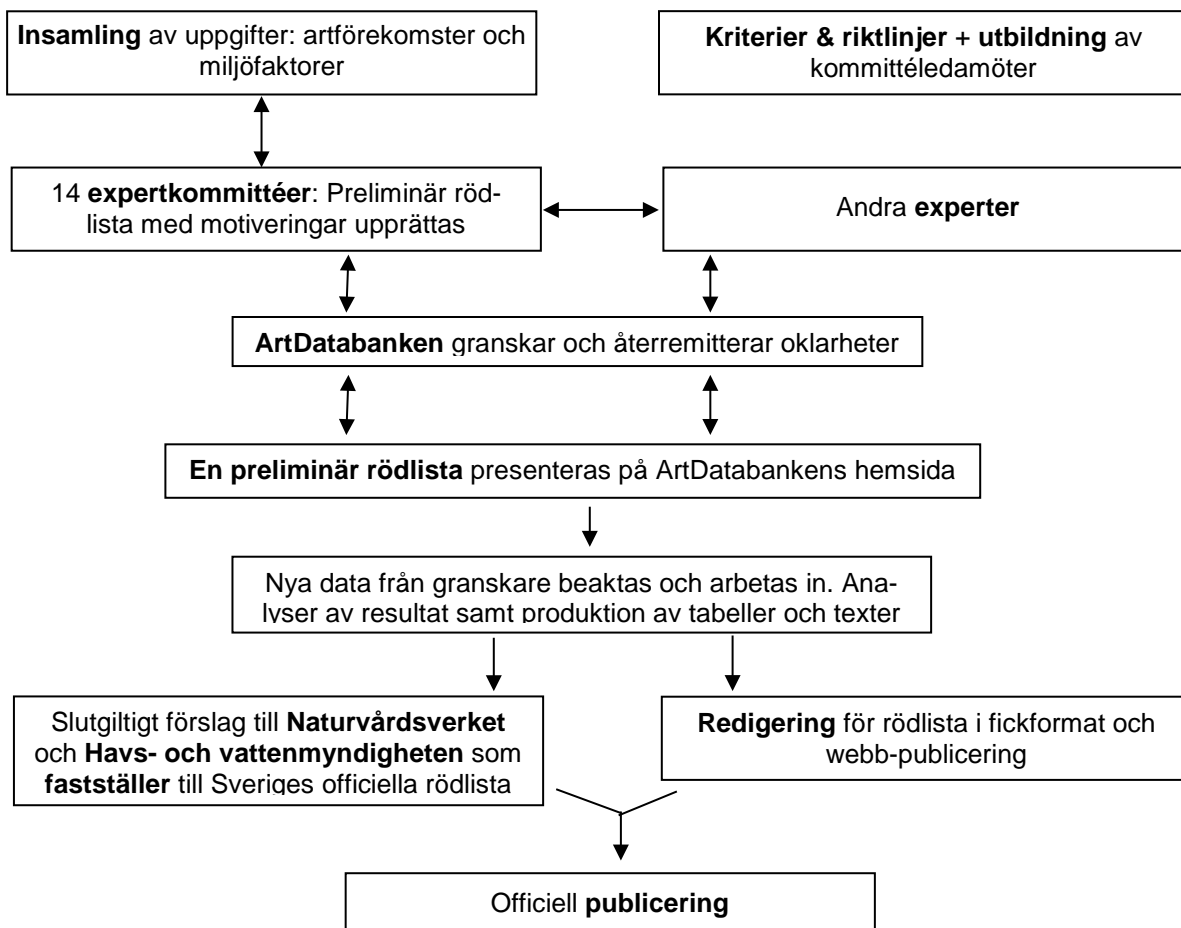 Insamling av uppgifter: artförekomster och
miljöfaktorer
Kriterier & riktlinjer + utbildning av
kommittéledamöter
14 expertkommittéer: Preliminär röd-
lista med motiveringar upprättas
Andra experter
ArtDatabanken granskar och återremitterar oklarheter
En preliminär rödlista presenteras på ArtDatabankens hemsida
Nya data från granskare beaktas och arbetas in. Ana-
lyser av resultat samt produktion av tabeller och texter
Slutgiltigt förslag till Naturvårdsverket
och Havs- och vattenmyndigheten som
fastställer till Sveriges officiella rödlista
Redigering för rödlista i fickformat och
webb-publicering
Officiell publicering